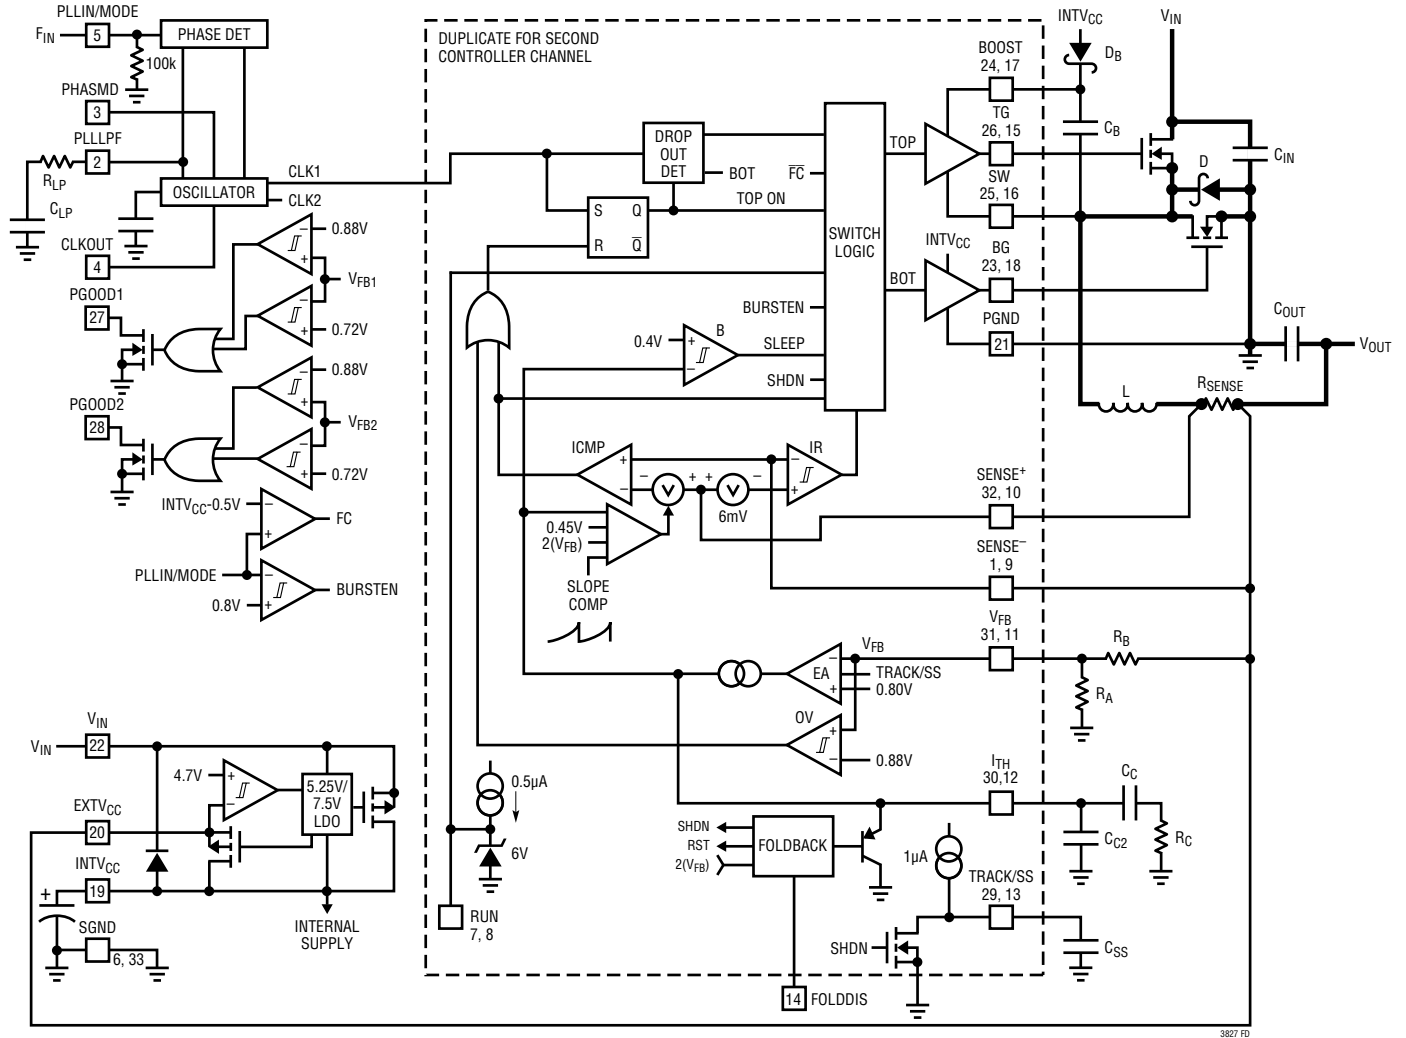 PLLIN/MODE
F_IN
5
PHASE DET
100k
PHASMD
3
PLLLPF
2
R_LP
C_LP
OSCILLATOR
CLK1
CLK2
CLKOUT
4
0.88V
V_FB1
0.72V
PGOOD1
27
0.88V
V_FB2
0.72V
PGOOD2
28
INTV_CC-0.5V
FC
PLLIN/MODE
BURSTEN
0.8V
V_IN
V_IN
22
4.7V
5.25V/
7.5V
LDO
EXTV_CC
20
INTV_CC
19
SGND
6, 33
INTERNAL
SUPPLY
DUPLICATE FOR SECOND
CONTROLLER CHANNEL
DROP
OUT
DET
BOT
F̅C̅
TOP ON
S
Q
R
Q̅
SWITCH
LOGIC
BURSTEN
0.4V
B
SLEEP
SHDN
ICMP
IR
6mV
0.45V
2(V_FB)
SLOPE
COMP
V_FB
EA
TRACK/SS
0.80V
OV
0.88V
0.5µA
6V
RUN
7, 8
SHDN
RST
2(V_FB)
FOLDBACK
1µA
SHDN
14
FOLDDIS
TOP
BOT
INTV_CC
BOOST
24, 17
TG
26, 15
SW
25, 16
BG
23, 18
PGND
21
SENSE+
32, 10
SENSE–
1, 9
V_FB
31, 11
I_TH
30,12
TRACK/SS
29, 13
INTV_CC
V_IN
D_B
C_B
D
C_IN
C_OUT
V_OUT
L
R_SENSE
R_B
R_A
C_C
C_C2
R_C
C_SS
3827 FD